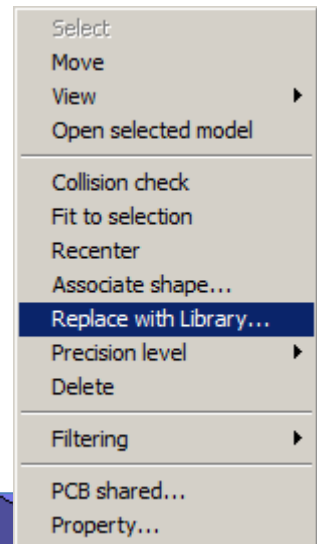 Select
Move
View
Open selected model
Collision check
Fit to selection
Recenter
Associate shape...
Replace with Library...
Precision level
Delete
Filtering
PCB shared...
Property...